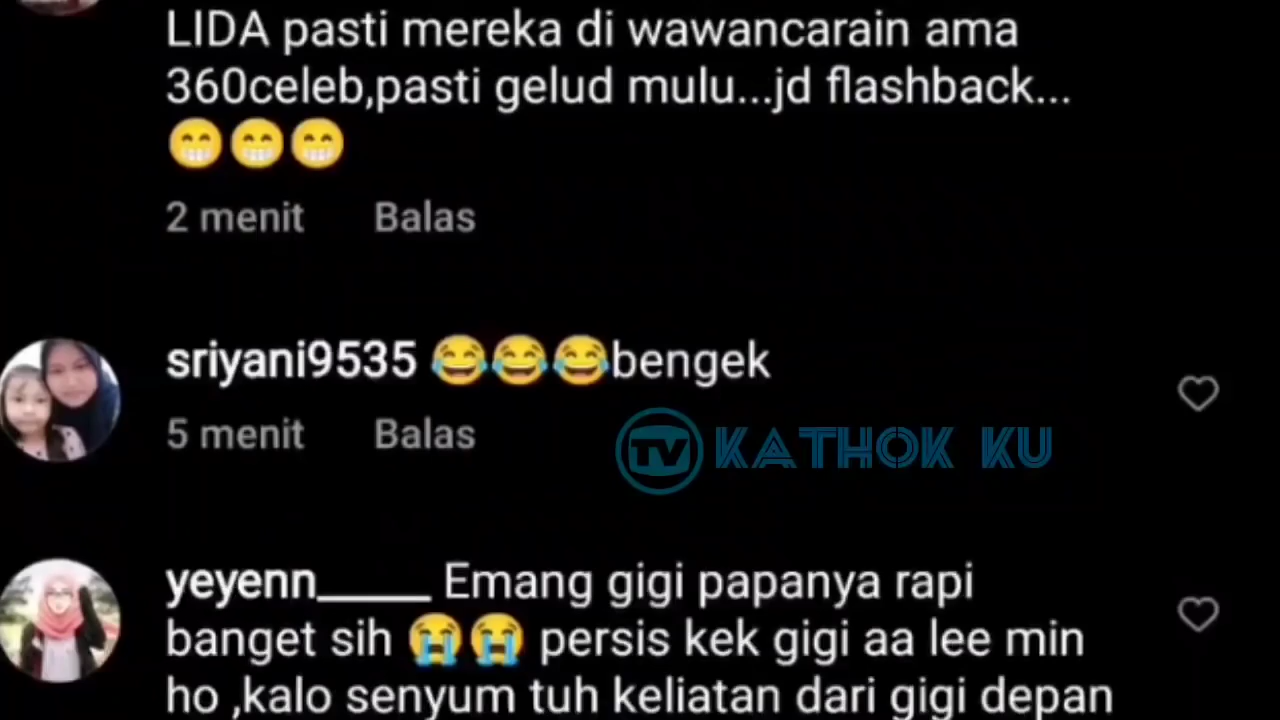 LIDA pasti mereka di wawancarain ama
360celeb,pasti gelud mulu...jd flashback...
😁😁😁
2 menit Balas
sriyani9535 😂😂😂bengek
5 menit Balas
TV KATHOK KU
yeyenn_____ Emang gigi papanya rapi
banget sih 😭😭 persis kek gigi aa lee min
ho ,kalo senyum tuh keliatan dari gigi depan